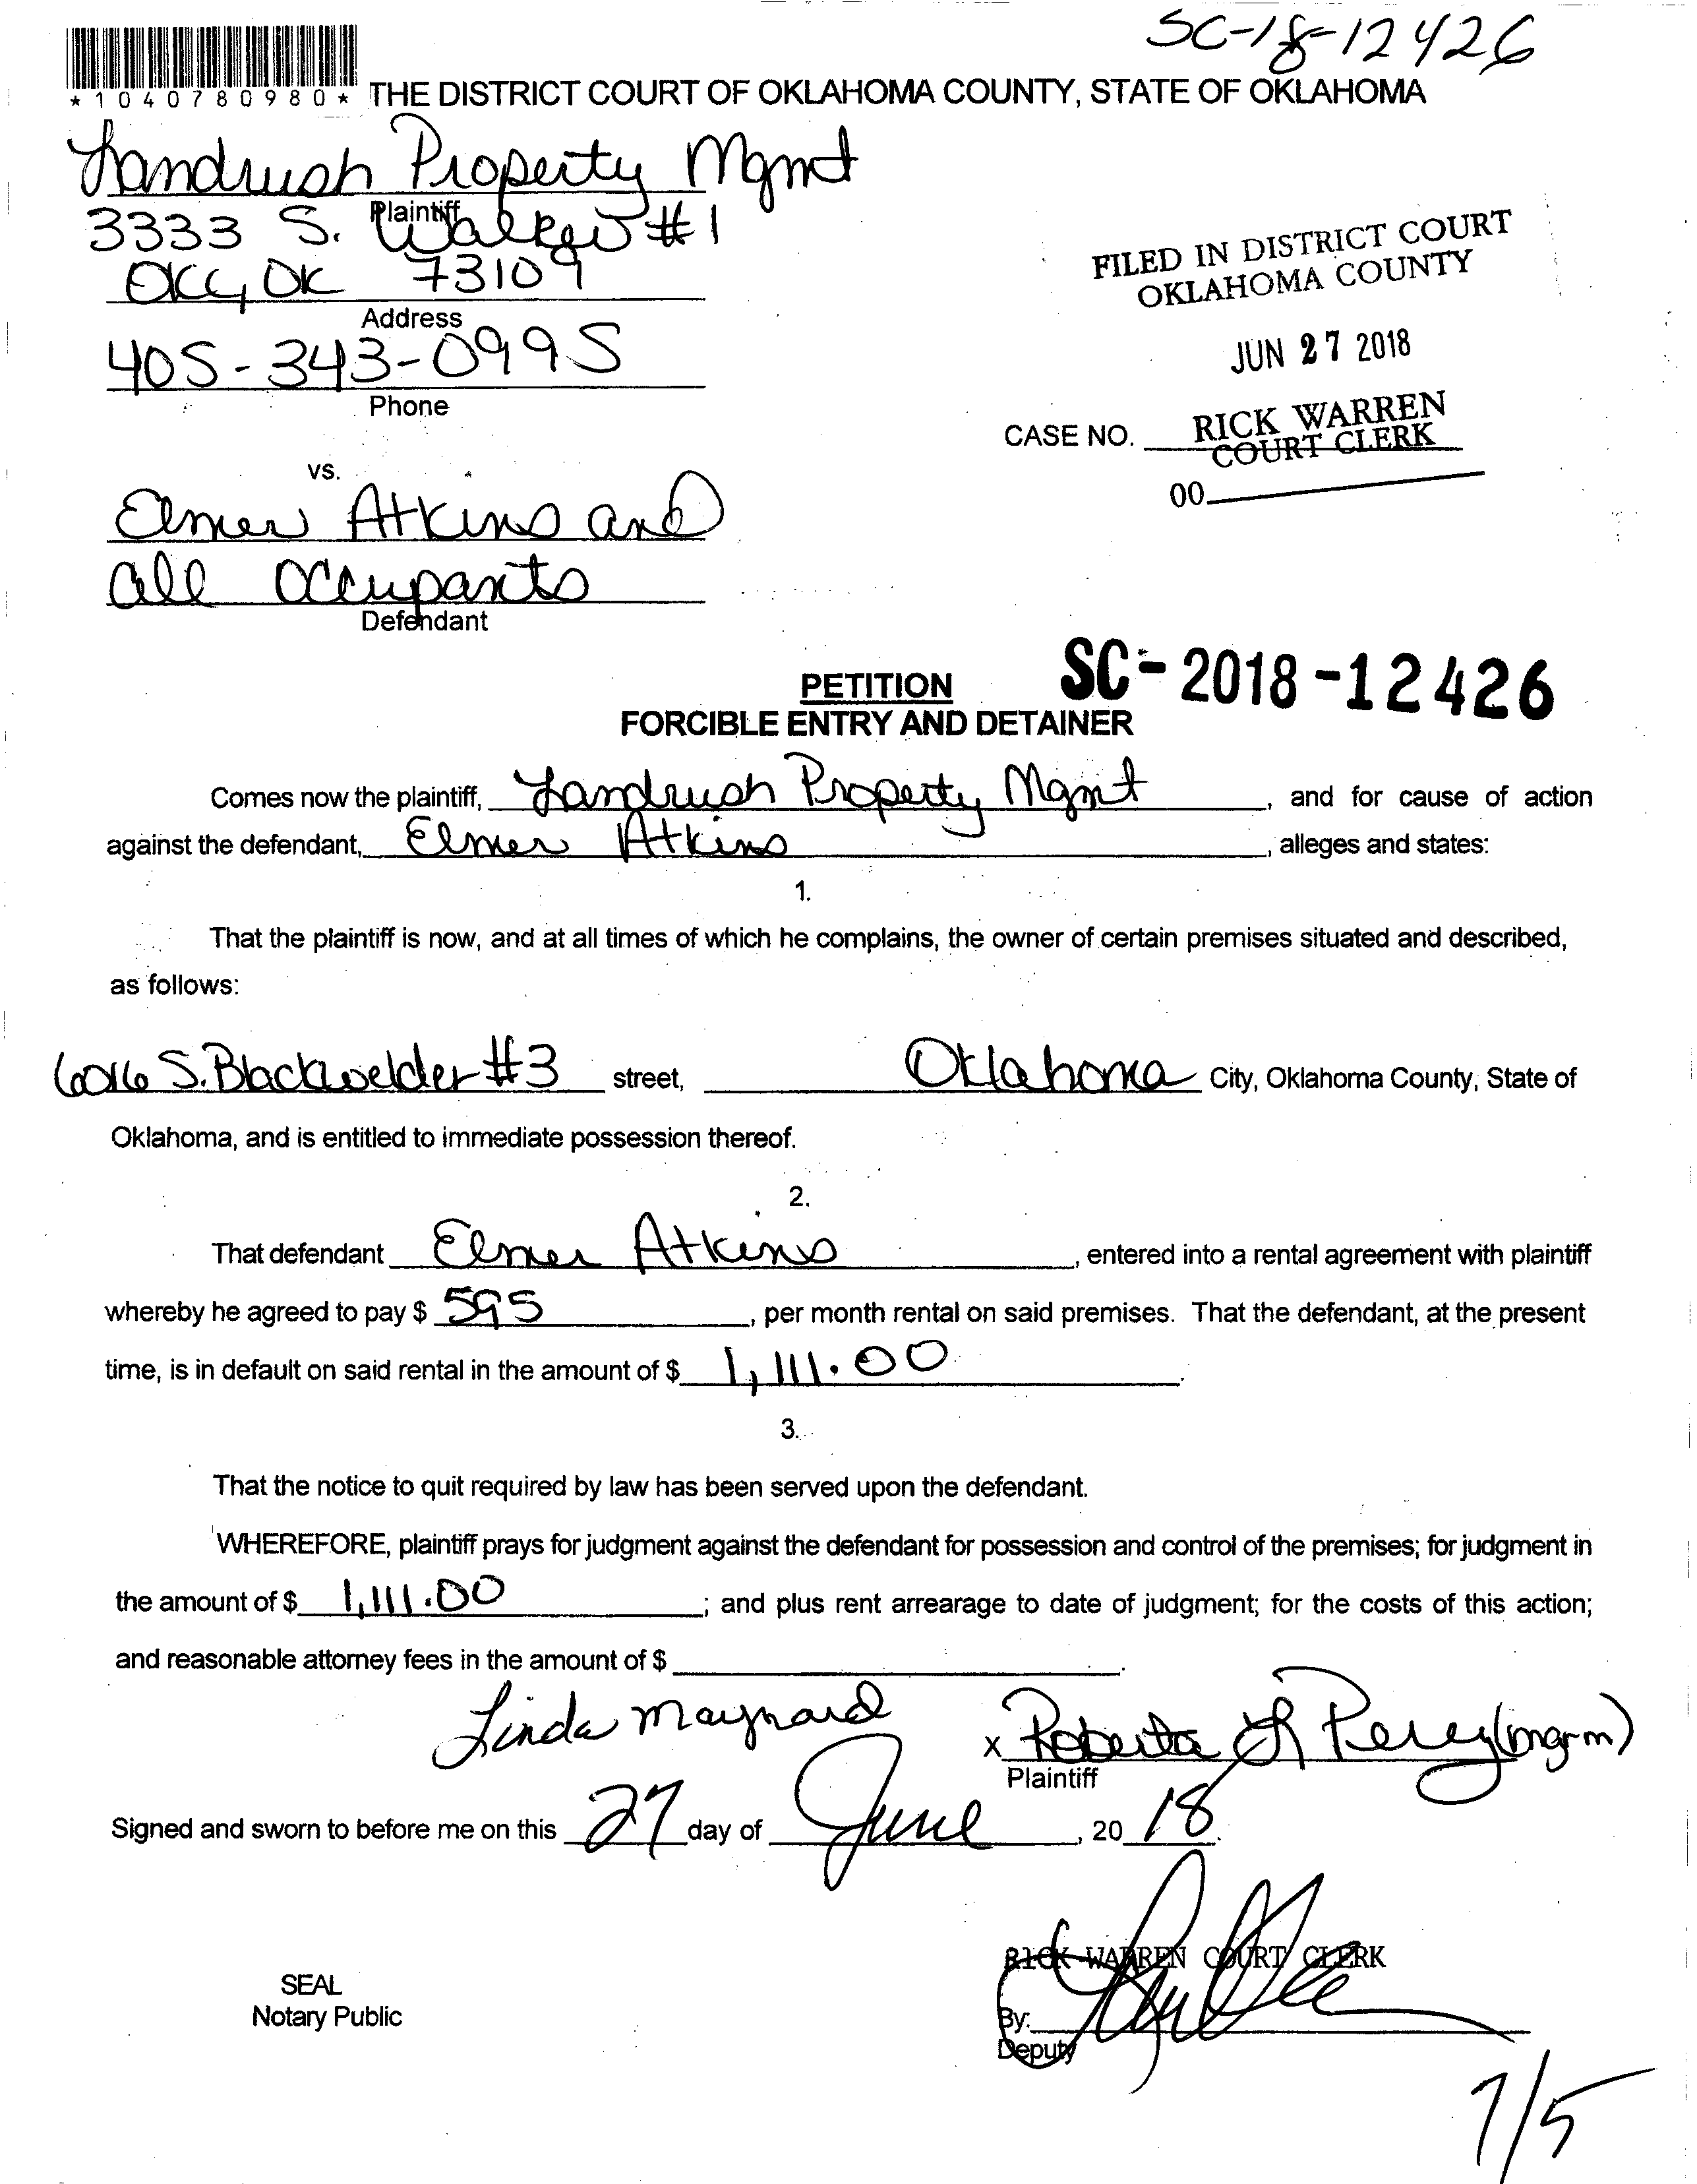 SC-18-12426
*1040780980* THE DISTRICT COURT OF OKLAHOMA COUNTY, STATE OF OKLAHOMA
Landrush Property Mgmt
Plaintiff
3333 S. Walker #1
OKC, OK 73109
Address
405-343-0995
Phone
FILED IN DISTRICT COURT
OKLAHOMA COUNTY
JUN 27 2018
RICK WARREN
COURT CLERK
CASE NO.
00
vs.
Elmer Atkins and
all occupants
Defendant
SC-2018-12426
PETITION
FORCIBLE ENTRY AND DETAINER
Comes now the plaintiff, Landrush Property Mgmt, and for cause of action
against the defendant, Elmer Atkins, alleges and states:
1.
That the plaintiff is now, and at all times of which he complains, the owner of certain premises situated and described,
as follows:
6016 S. Blackwelder #3 street, Oklahoma City, Oklahoma County, State of
Oklahoma, and is entitled to immediate possession thereof.
2.
That defendant Elmer Atkins, entered into a rental agreement with plaintiff
whereby he agreed to pay $ 595, per month rental on said premises. That the defendant, at the present
time, is in default on said rental in the amount of $ 1,111.00.
3.
That the notice to quit required by law has been served upon the defendant.
WHEREFORE, plaintiff prays for judgment against the defendant for possession and control of the premises; for judgment in
the amount of $ 1,111.00; and plus rent arrearage to date of judgment; for the costs of this action;
and reasonable attorney fees in the amount of $ .
Linda Maynard x Roberta L Perey (mgrm)
Plaintiff
Signed and sworn to before me on this 27 day of June, 20 18.
RICK WARREN COURT CLERK
SEAL
Notary Public
By:
Deputy
7/5